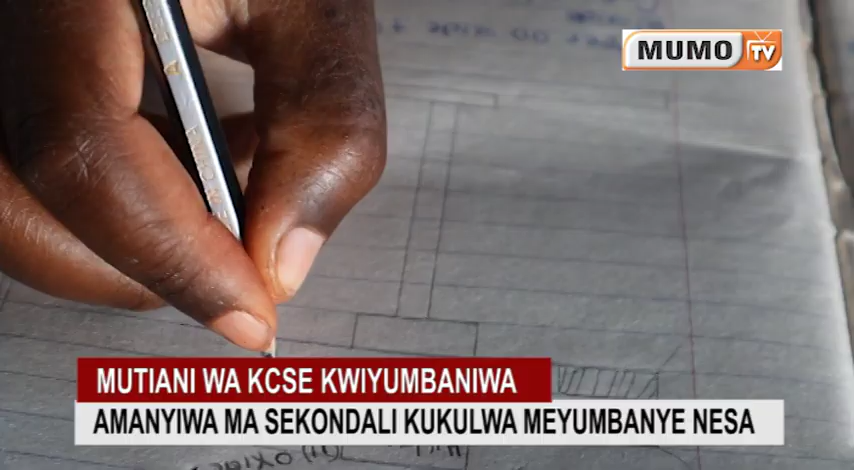 MUMO TV
MUTIANI WA KCSE KWIYUMBANIWA
AMANYIWA MA SEKONDALI KUKULWA MEYUMBANYE NESA